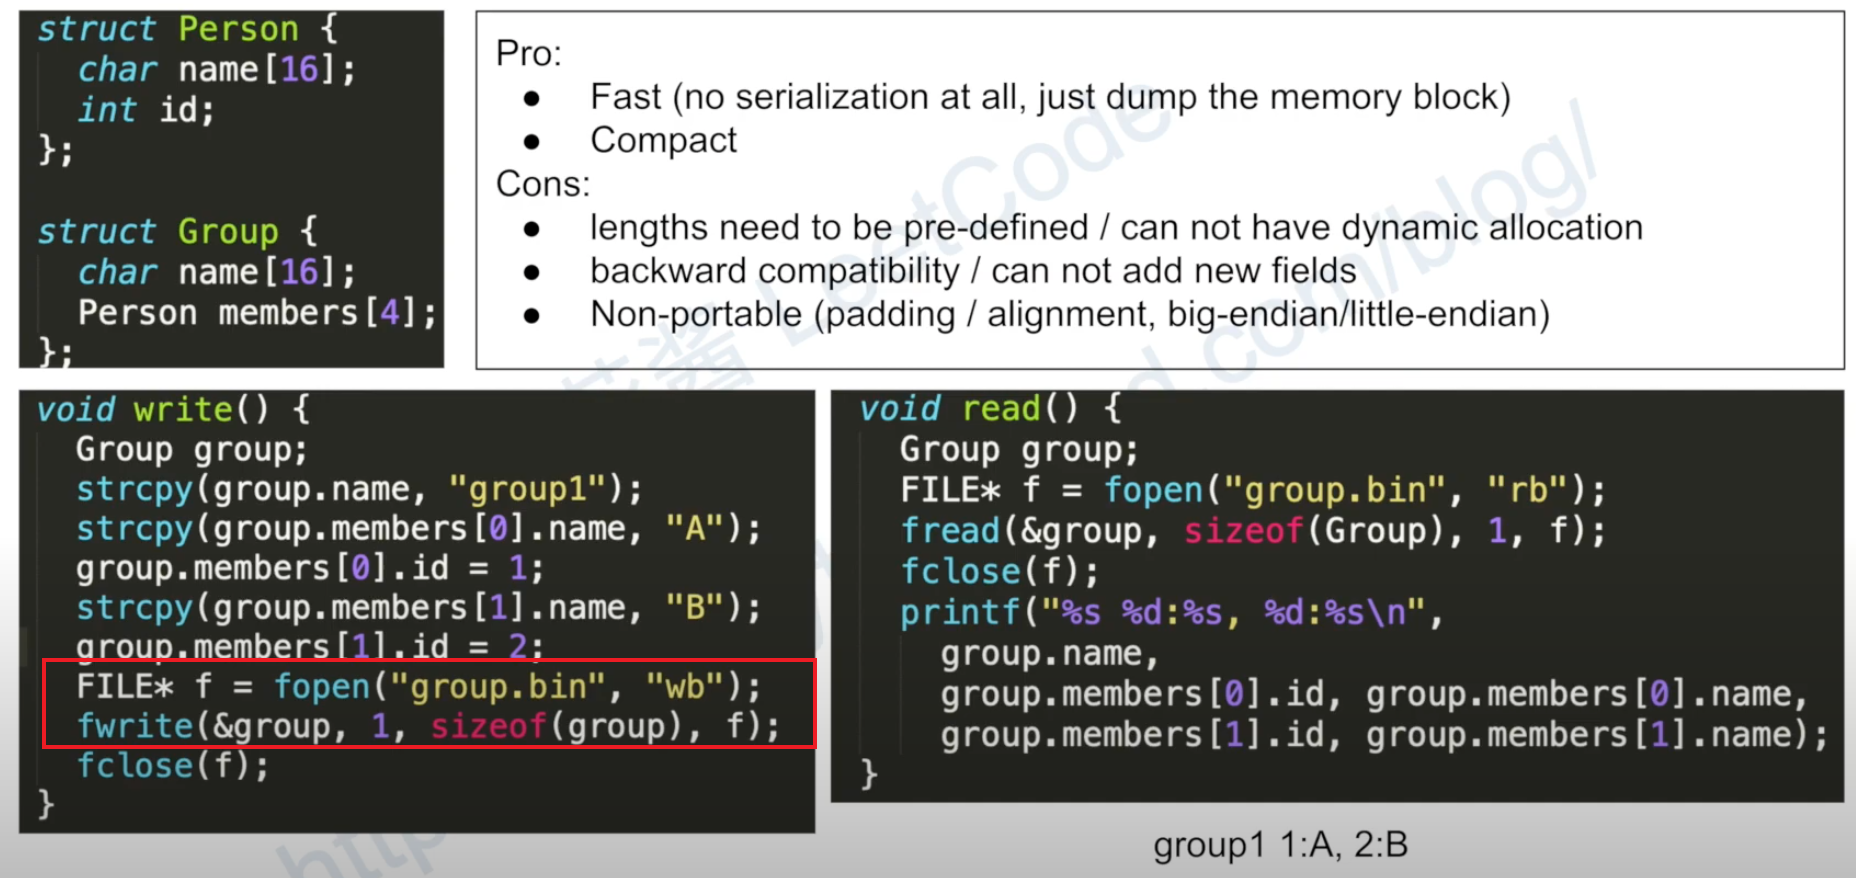 struct Person {
char name[16];
int id;
};
struct Group {
char name[16];
Person members[4];
};
Pro:
● Fast (no serialization at all, just dump the memory block)
● Compact
Cons:
● lengths need to be pre-defined / can not have dynamic allocation
● backward compatibility / can not add new fields
● Non-portable (padding / alignment, big-endian/little-endian)
void write() {
Group group;
strcpy(group.name, "group1");
strcpy(group.members[0].name, "A");
group.members[0].id = 1;
strcpy(group.members[1].name, "B");
group.members[1].id = 2;
FILE* f = fopen("group.bin", "wb");
fwrite(&group, 1, sizeof(group), f);
fclose(f);
}
void read() {
Group group;
FILE* f = fopen("group.bin", "rb");
fread(&group, sizeof(Group), 1, f);
fclose(f);
printf("%s %d:%s, %d:%s\n",
group.name,
group.members[0].id, group.members[0].name,
group.members[1].id, group.members[1].name);
}
group1 1:A, 2:B
LeetCode
.com/blog/